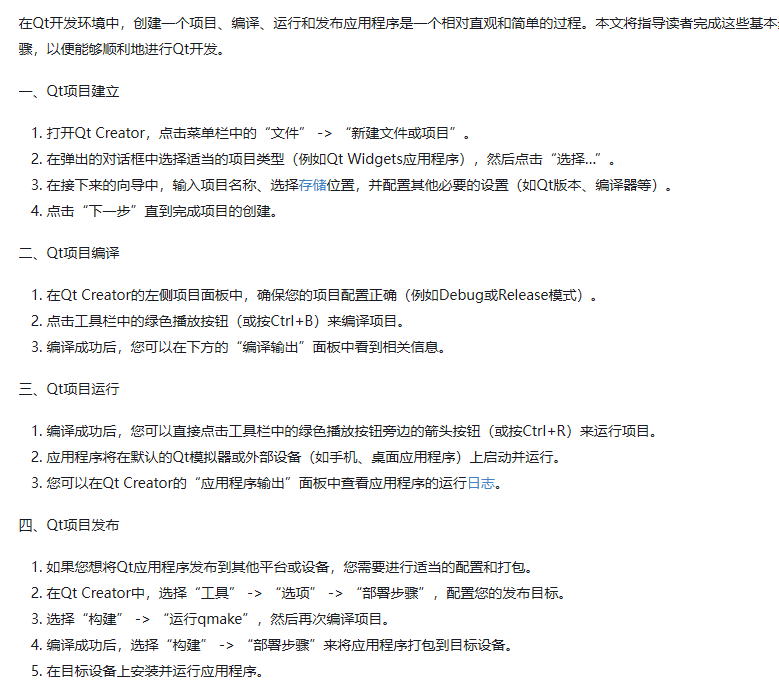 在Qt开发环境中，创建一个项目、编译、运行和发布应用程序是一个相对直观和简单的过程。本文将指导读者完成这些基本
骤，以便能够顺利地进行Qt开发。
一、Qt项目建立
1. 打开Qt Creator，点击菜单栏中的“文件” -> “新建文件或项目”。
2. 在弹出的对话框中选择适当的项目类型（例如Qt Widgets应用程序），然后点击“选择...”。
3. 在接下来的向导中，输入项目名称、选择存储位置，并配置其他必要的设置（如Qt版本、编译器等）。
4. 点击“下一步”直到完成项目的创建。
二、Qt项目编译
1. 在Qt Creator的左侧项目面板中，确保您的项目配置正确（例如Debug或Release模式）。
2. 点击工具栏中的绿色播放按钮（或按Ctrl+B）来编译项目。
3. 编译成功后，您可以在下方的“编译输出”面板中看到相关信息。
三、Qt项目运行
1. 编译成功后，您可以直接点击工具栏中的绿色播放按钮旁边的箭头按钮（或按Ctrl+R）来运行项目。
2. 应用程序将在默认的Qt模拟器或外部设备（如手机、桌面应用程序）上启动并运行。
3. 您可以在Qt Creator的“应用程序输出”面板中查看应用程序的运行日志。
四、Qt项目发布
1. 如果您想将Qt应用程序发布到其他平台或设备，您需要进行适当的配置和打包。
2. 在Qt Creator中，选择“工具” -> “选项” -> “部署步骤”，配置您的发布目标。
3. 选择“构建” -> “运行qmake”，然后再次编译项目。
4. 编译成功后，选择“构建” -> “部署步骤”来将应用程序打包到目标设备。
5. 在目标设备上安装并运行应用程序。